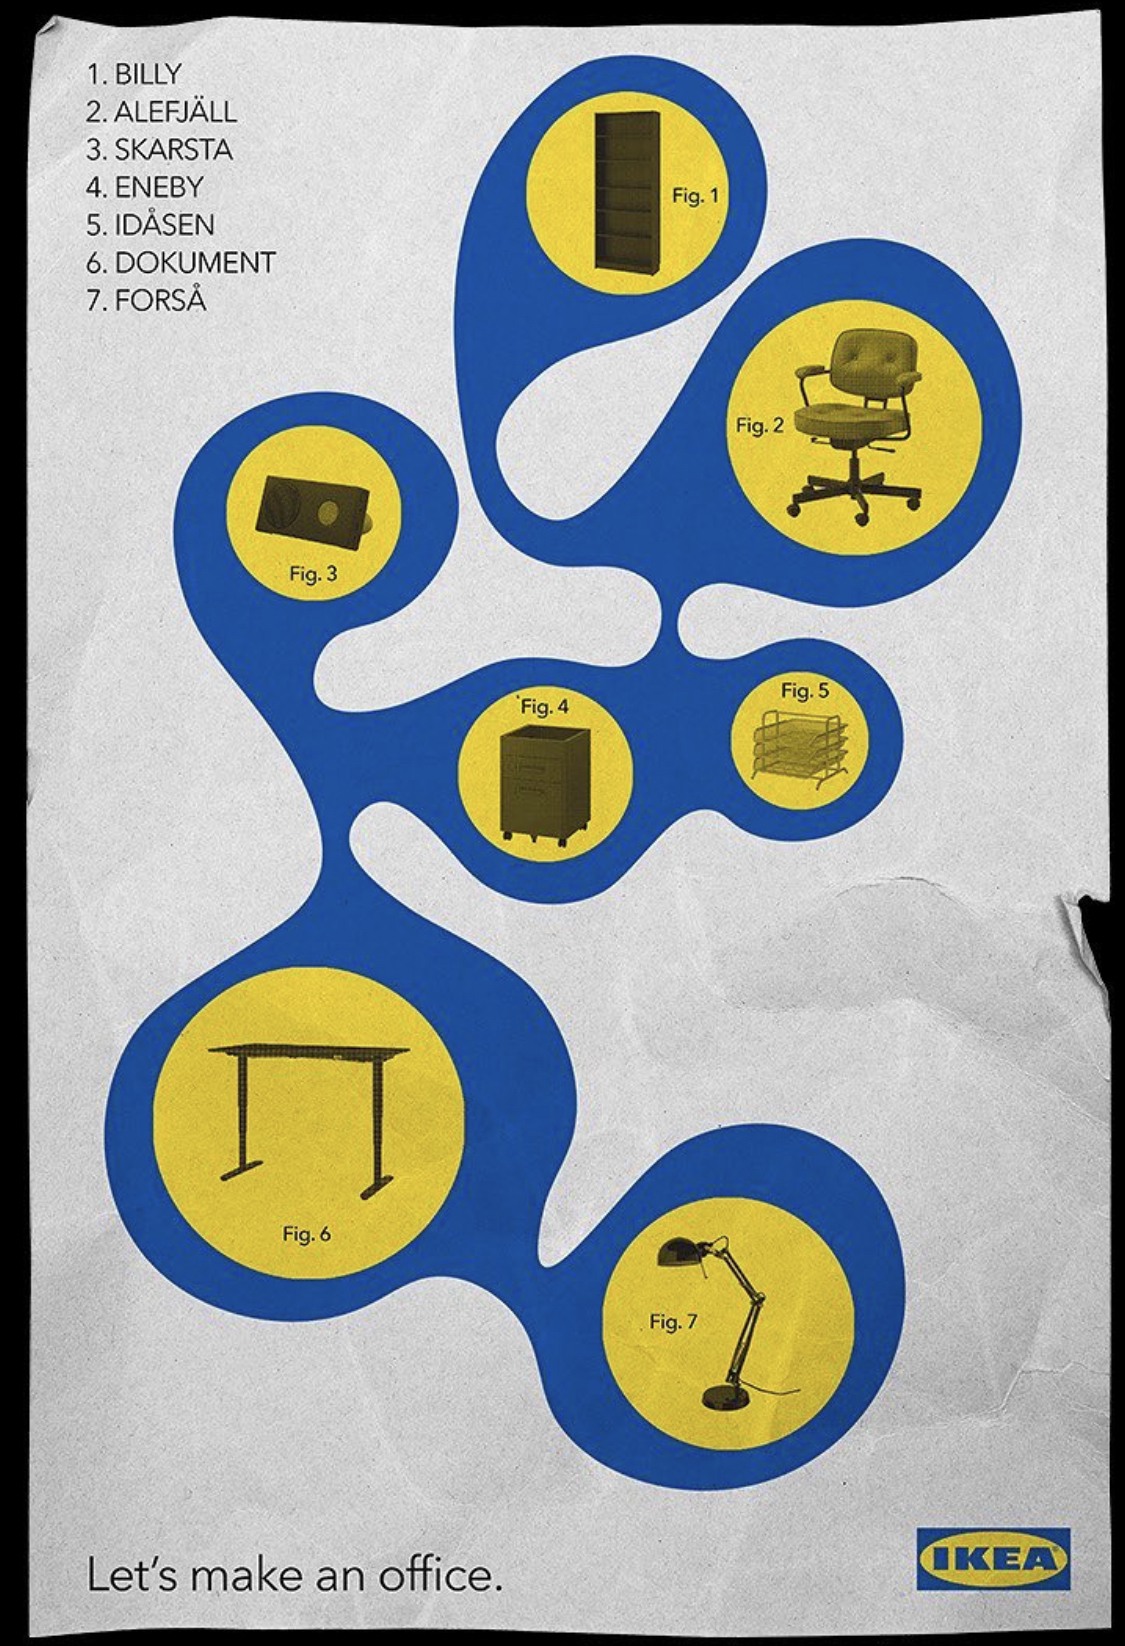 1. BILLY
2. ALEFJÄLL
3. SKARSTA
4. ENEBY
5. IDÅSEN
6. DOKUMENT
7. FORSÅ
Fig. 1
Fig. 2
Fig. 3
Fig. 4
Fig. 5
Fig. 6
Fig. 7
Let's make an office.
IKEA